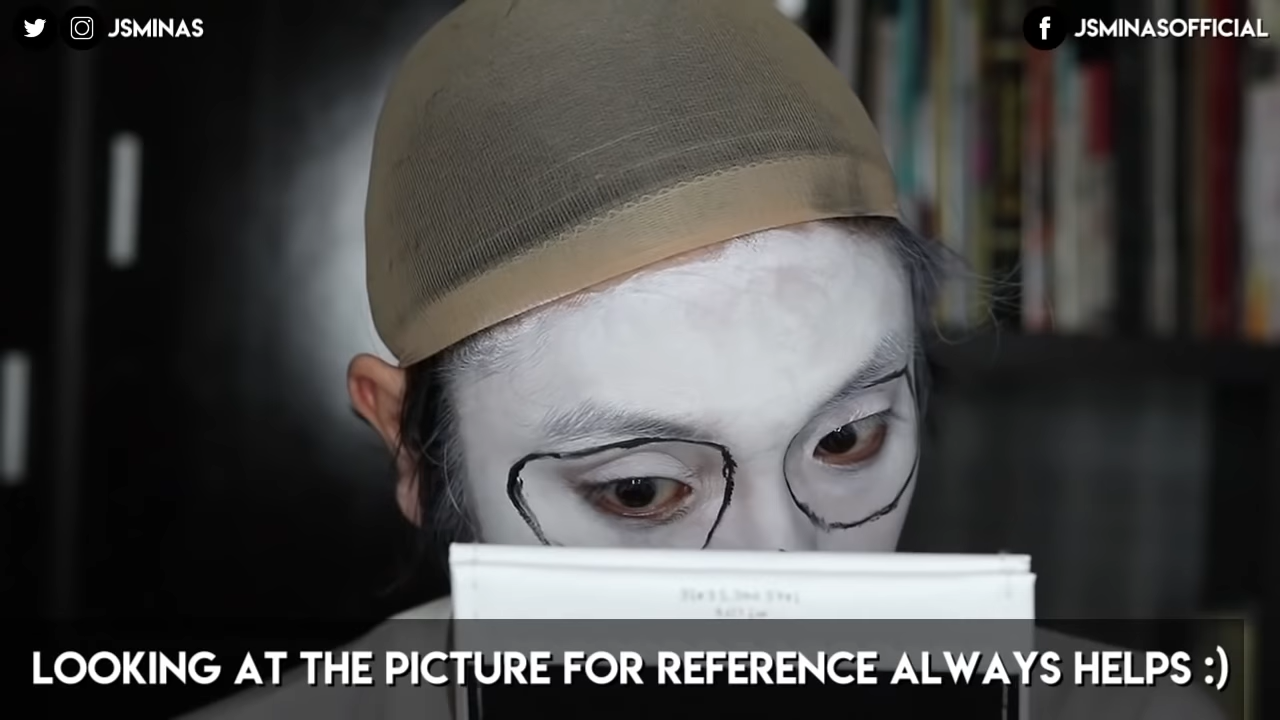 JSMINAS
JSMINASOFFICIAL
LOOKING AT THE PICTURE FOR REFERENCE ALWAYS HELPS :)